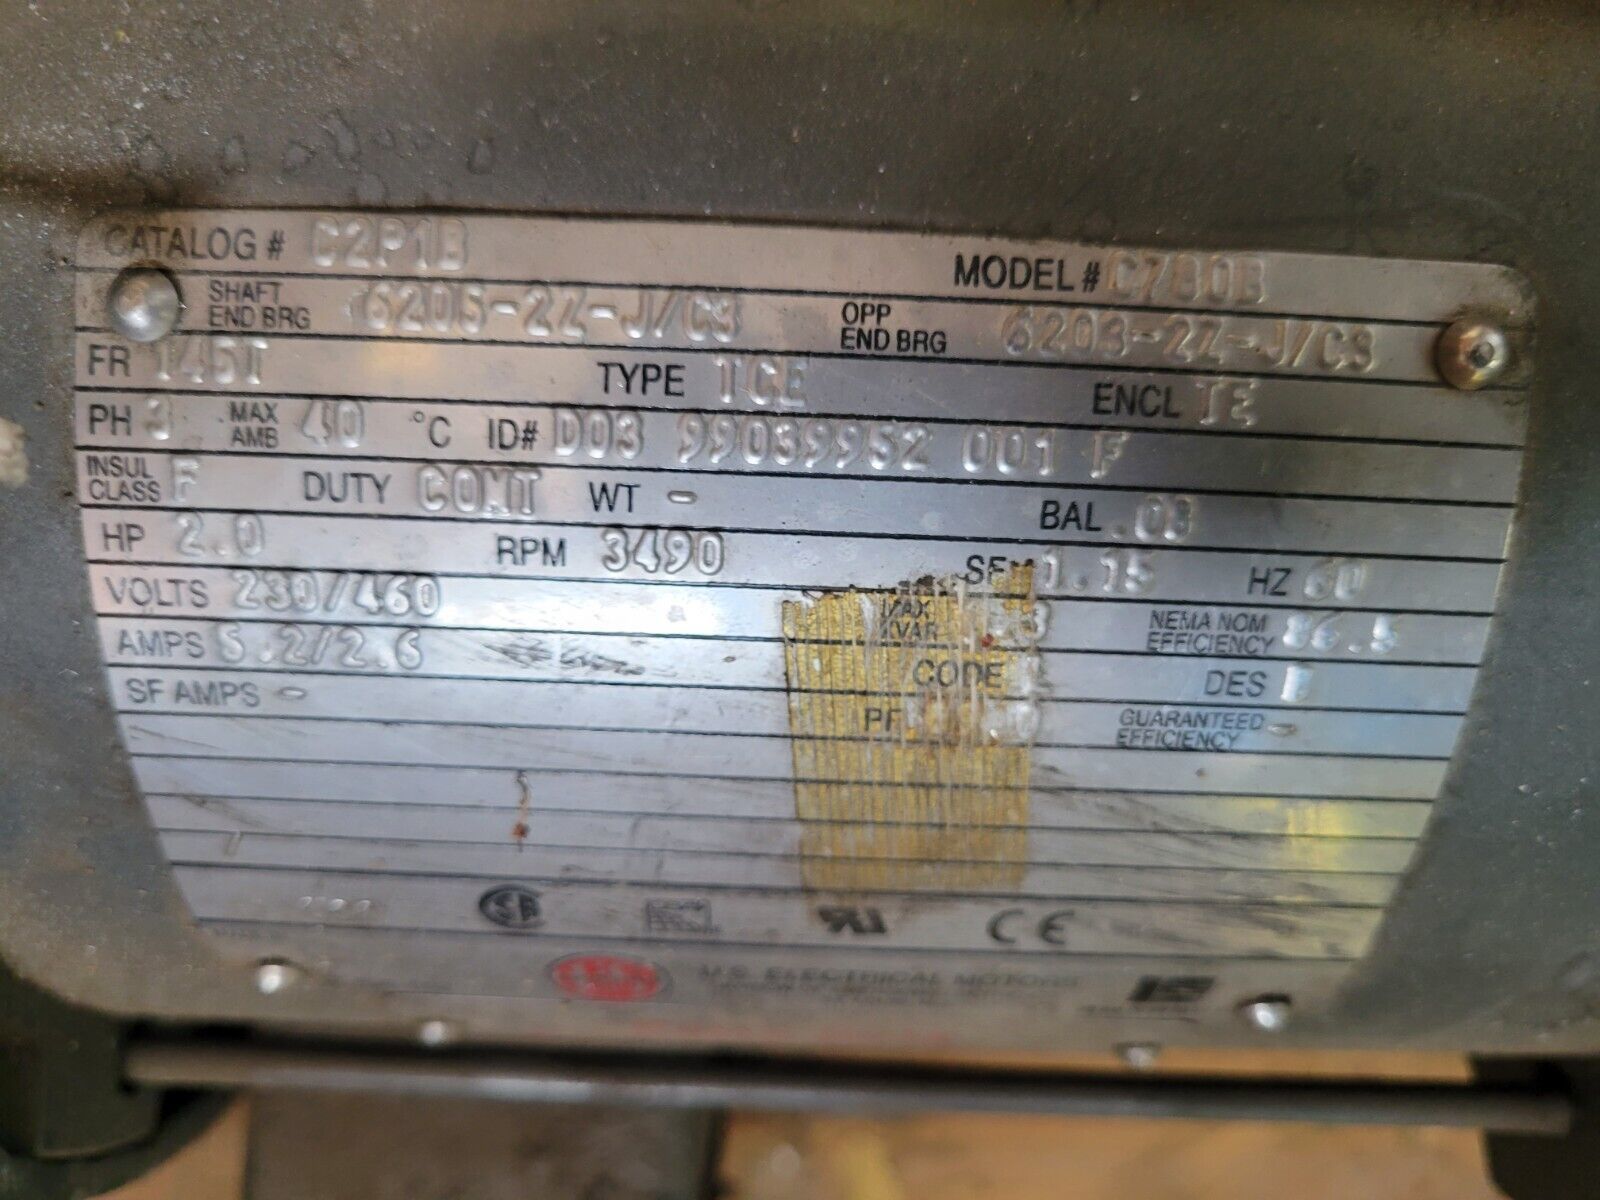 CATALOG # C2P1B MODEL # C780B
SHAFT END BRG 6205-2Z-J/C3 OPP END BRG 6203-2Z-J/C3
FR 145T TYPE TCE ENCL TE
PH 3 MAX AMB 40 °C ID# D03 99039952 001 F
INSUL CLASS F DUTY CONT WT - BAL .08
HP 2.0 RPM 3490 SF 1.15 HZ 60
VOLTS 230/460 MAX KVAR NEMA NOM EFFICIENCY 86.5
AMPS 5.2/2.6 CODE DES
SF AMPS - PF GUARANTEED EFFICIENCY -
CE
U.S. ELECTRICAL MOTORS